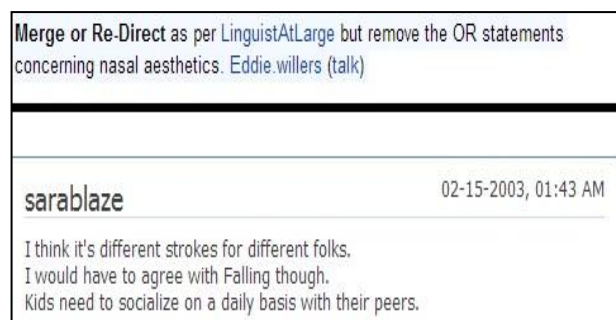 Merge or Re-Direct as per LinguistAtLarge but remove the OR statements
concerning nasal aesthetics. Eddie.willers (talk)
sarablaze
02-15-2003, 01:43 AM
I think it's different strokes for different folks.
I would have to agree with Falling though.
Kids need to socialize on a daily basis with their peers.